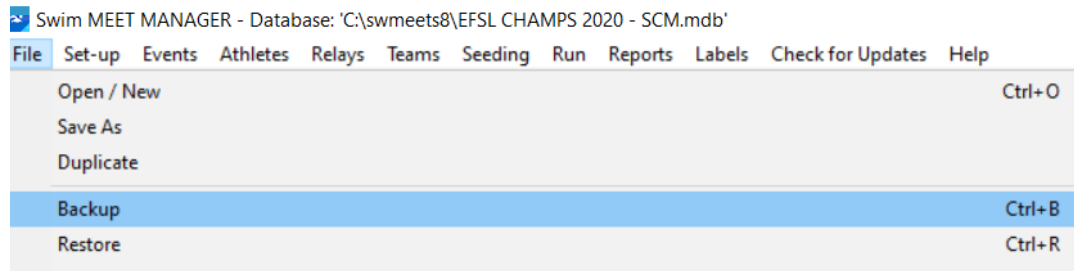 Swim MEET MANAGER - Database: 'C:\swmeets8\EFSL CHAMPS 2020 - SCM.mdb'
File Set-up Events Athletes Relays Teams Seeding Run Reports Labels Check for Updates Help
Open / New Ctrl+O
Save As
Duplicate
Backup Ctrl+B
Restore Ctrl+R